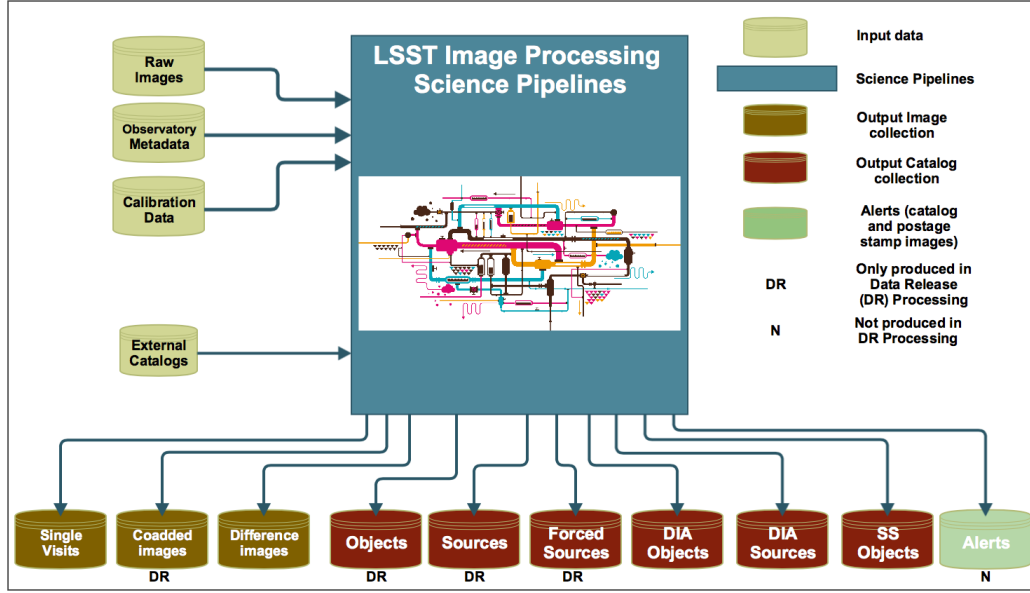 LSST Image Processing
Science Pipelines
Raw
Images
Observatory
Metadata
Calibration
Data
External
Catalogs
Input data
Science Pipelines
Output Image
collection
Output Catalog
collection
Alerts (catalog
and postage
stamp images)
DR
Only produced in
Data Release
(DR) Processing
N
Not produced in
DR Processing
Single
Visits
Coadded
images
DR
Difference
images
Objects
DR
Sources
DR
Forced
Sources
DR
DIA
Objects
DIA
Sources
SS
Objects
Alerts
N